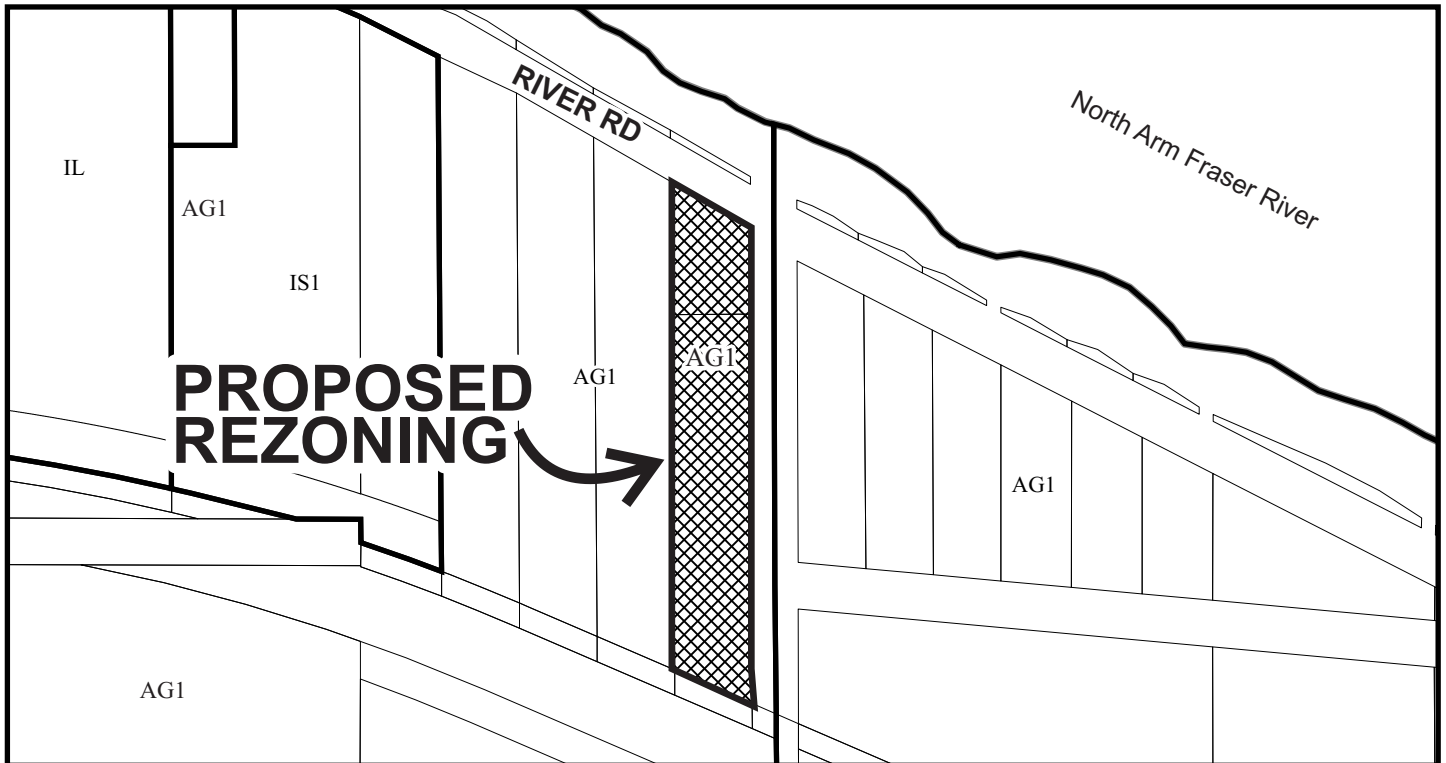 RIVER RD
North Arm Fraser River
IL
AG1
IS1
AG1
AG1
PROPOSED
REZONING
AG1
AG1